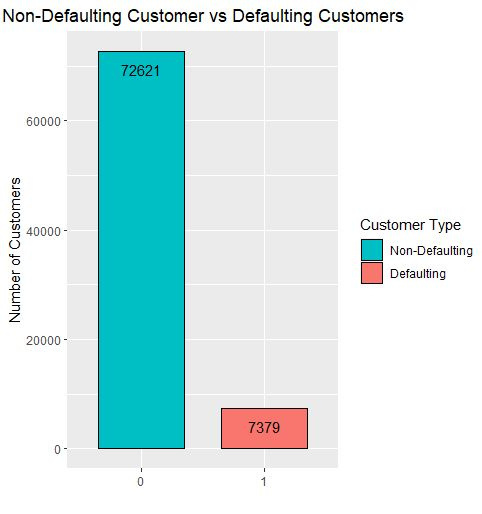 Non-Defaulting Customer vs Defaulting Customers
Number of Customers
60000
40000
20000
0
72621
7379
0
1
Customer Type
Non-Defaulting
Defaulting